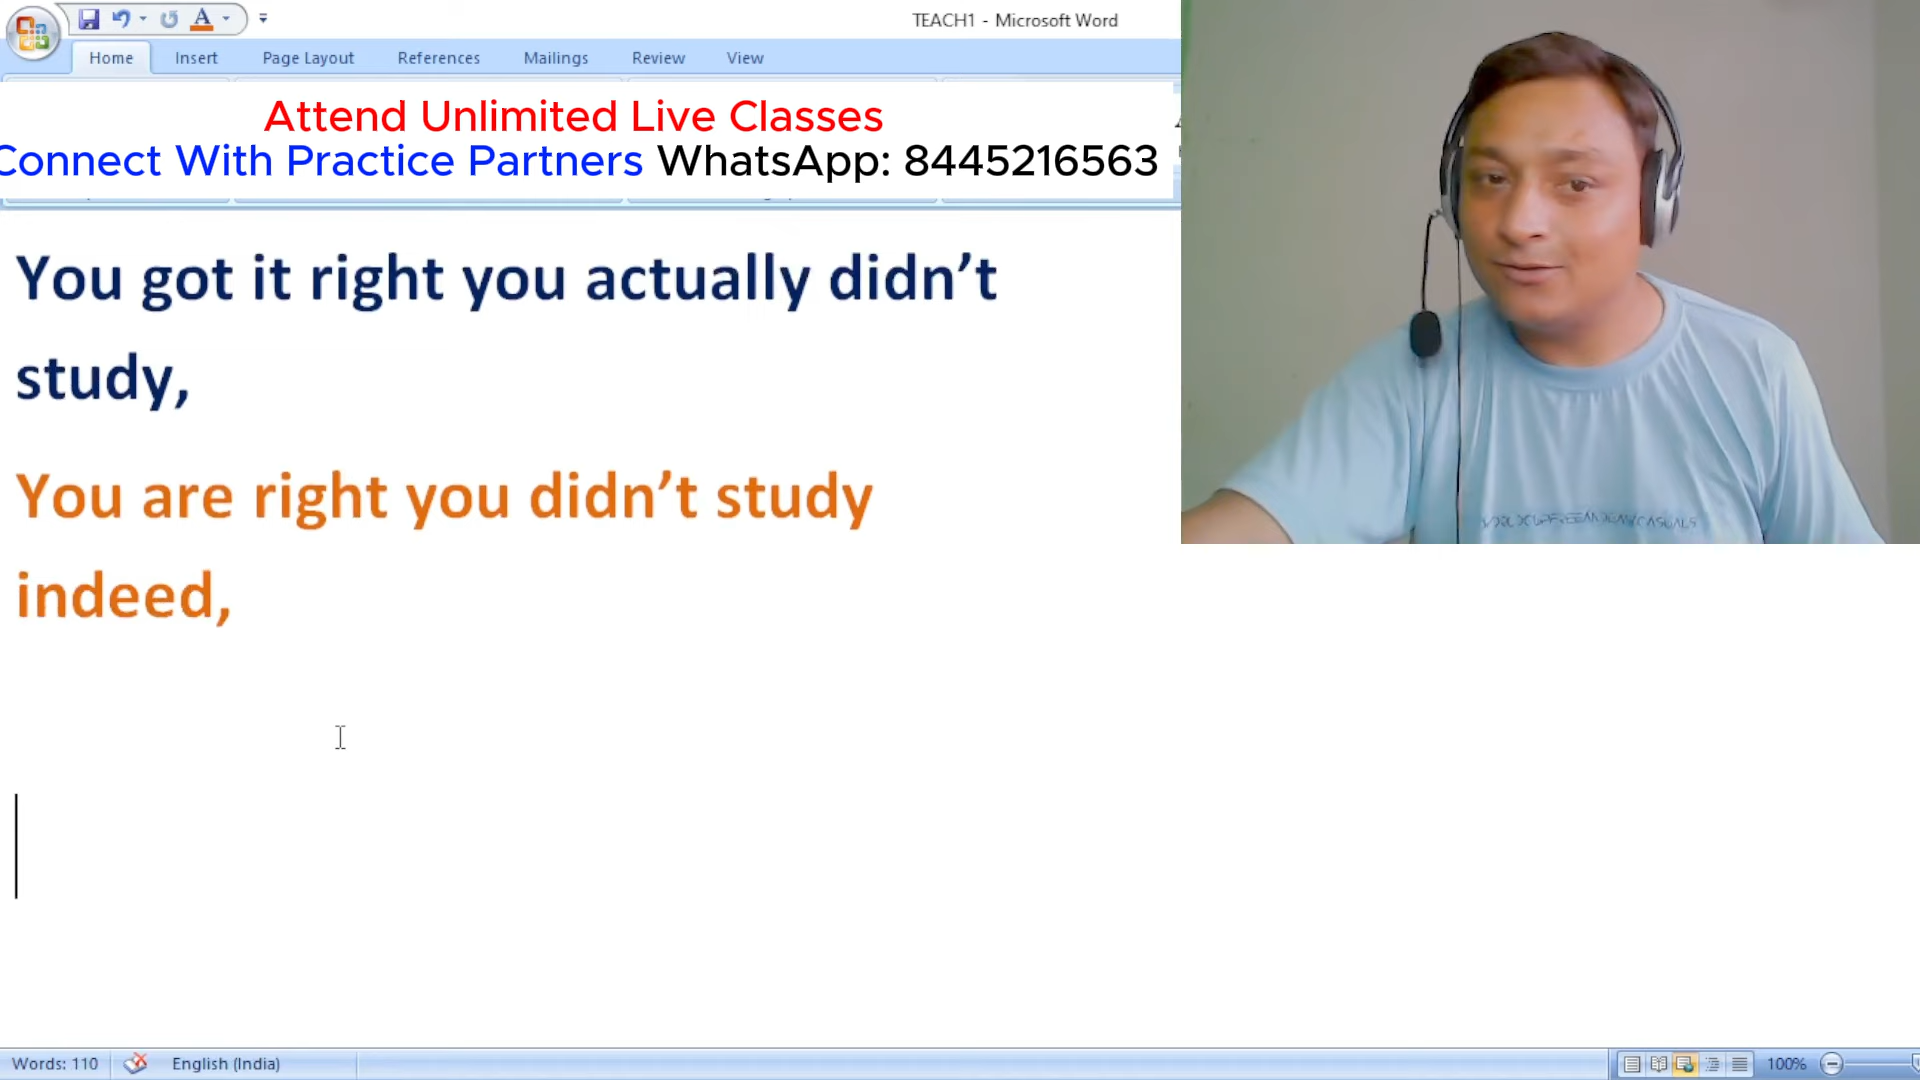 TEACH1 - Microsoft Word
Home Insert Page Layout References Mailings Review View
Attend Unlimited Live Classes
Connect With Practice Partners WhatsApp: 8445216563
You got it right you actually didn’t
study,
You are right you didn’t study
indeed,
Words: 110 English (India) 100%